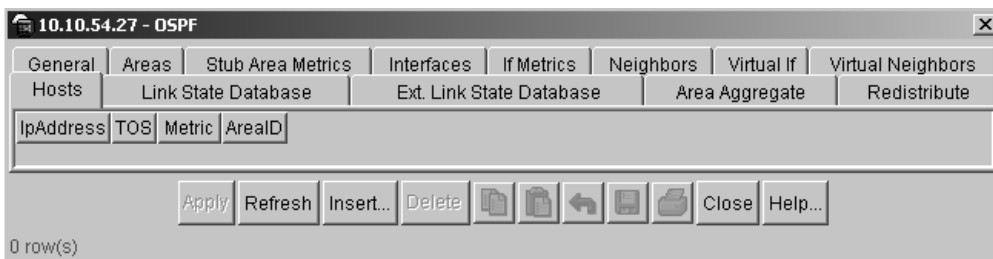 10.10.54.27 - OSPF
General Areas Stub Area Metrics Interfaces If Metrics Neighbors Virtual If Virtual Neighbors
Hosts Link State Database Ext. Link State Database Area Aggregate Redistribute
IpAddress TOS Metric AreaID
Apply Refresh Insert... Delete Close Help...
0 row(s)